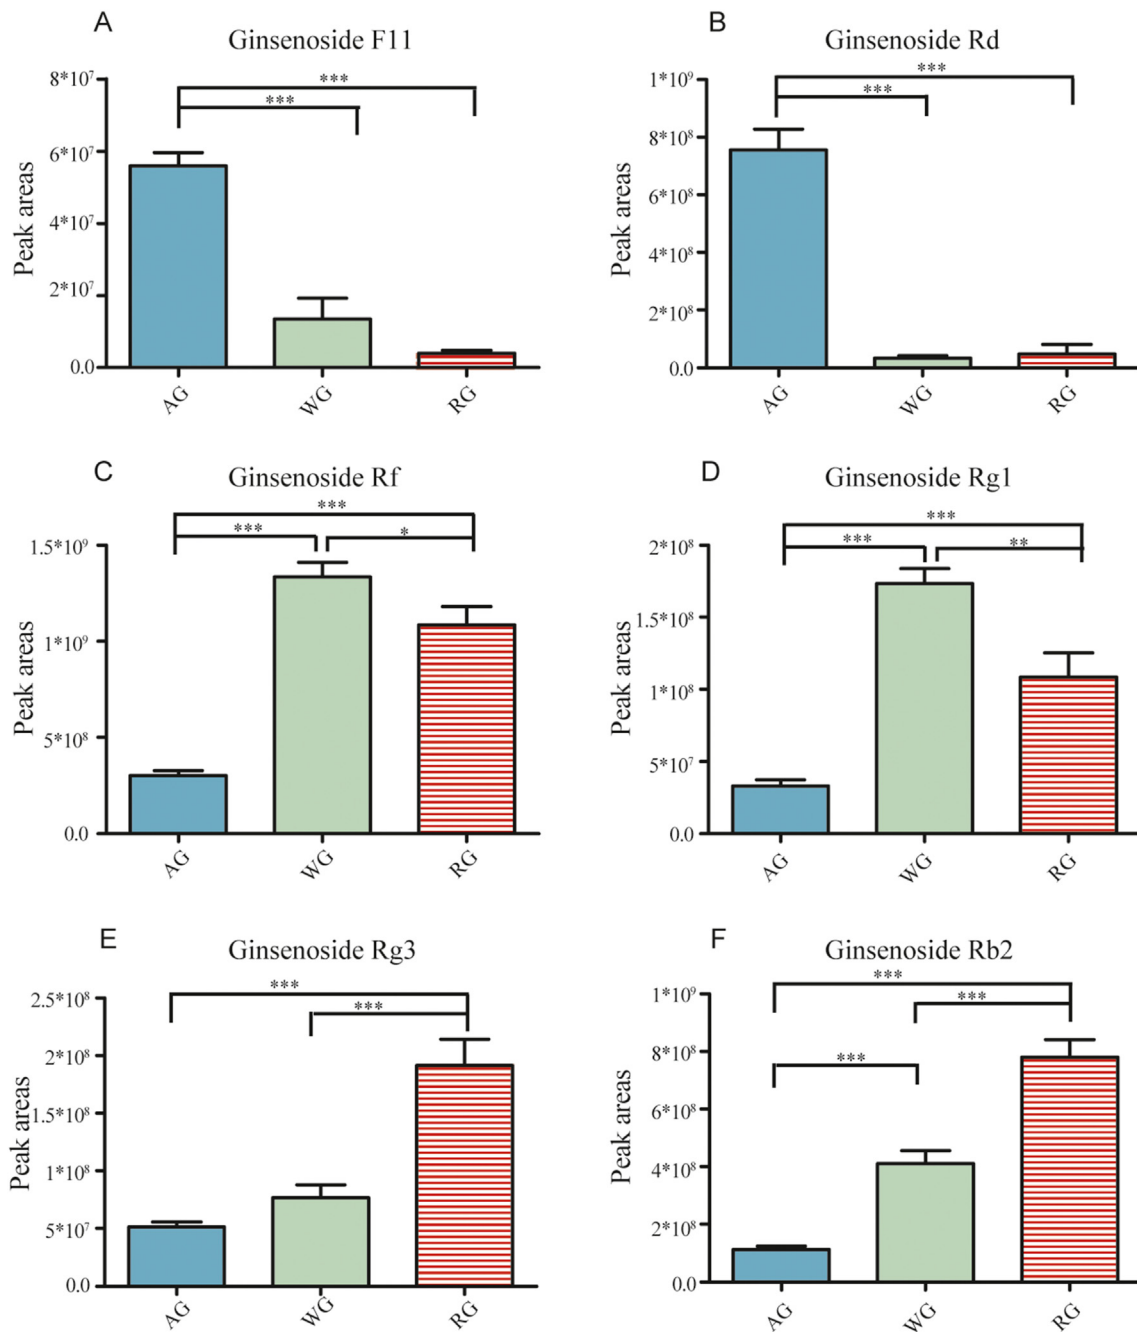 A
Ginsenoside F11
Peak areas
8*10⁷
6*10⁷
4*10⁷
2*10⁷
0.0
***
***
AG
WG
RG
B
Ginsenoside Rd
Peak areas
1*10⁹
8*10⁸
6*10⁸
4*10⁸
2*10⁸
0.0
***
***
AG
WG
RG
C
Ginsenoside Rf
Peak areas
1.5*10⁹
1*10⁹
5*10⁸
0.0
***
***
*
AG
WG
RG
D
Ginsenoside Rg1
Peak areas
2*10⁸
1.5*10⁸
1*10⁸
5*10⁷
0.0
***
***
**
AG
WG
RG
E
Ginsenoside Rg3
Peak areas
2.5*10⁸
2*10⁸
1.5*10⁸
1*10⁸
5*10⁷
0.0
***
***
AG
WG
RG
F
Ginsenoside Rb2
Peak areas
1*10⁹
8*10⁸
6*10⁸
4*10⁸
2*10⁸
0.0
***
***
***
AG
WG
RG